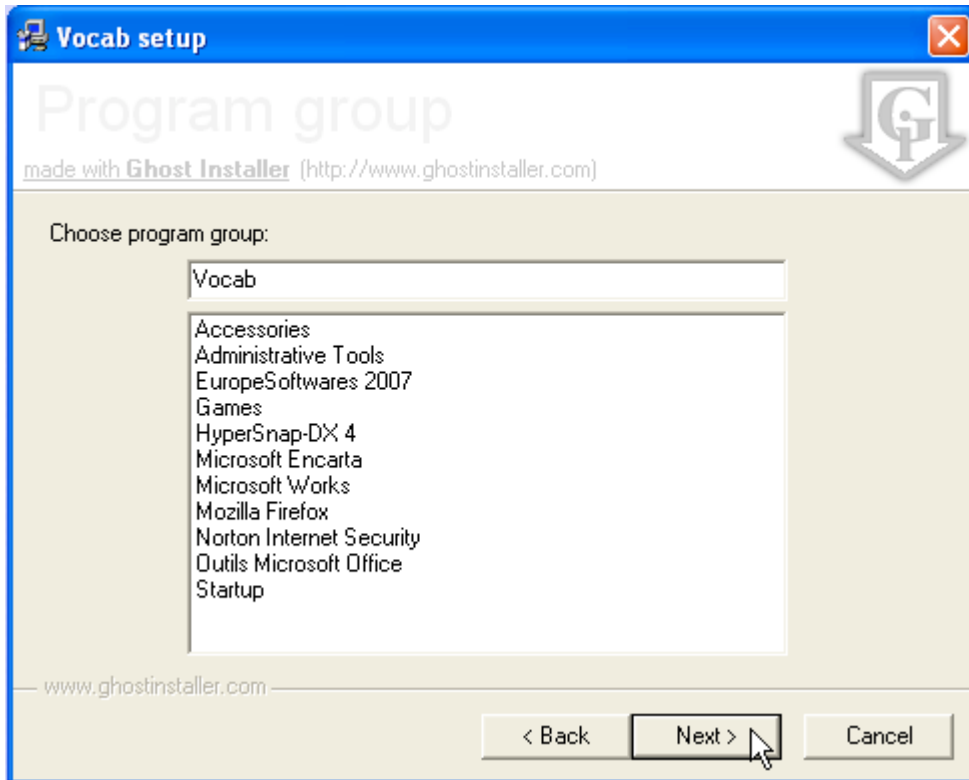 Vocab setup
Program group
made with Ghost Installer (http://www.ghostinstaller.com)
GI
Choose program group:
Vocab
Accessories
Administrative Tools
EuropeSoftwares 2007
Games
HyperSnap-DX 4
Microsoft Encarta
Microsoft Works
Mozilla Firefox
Norton Internet Security
Outils Microsoft Office
Startup
www.ghostinstaller.com
< Back
Next >
Cancel